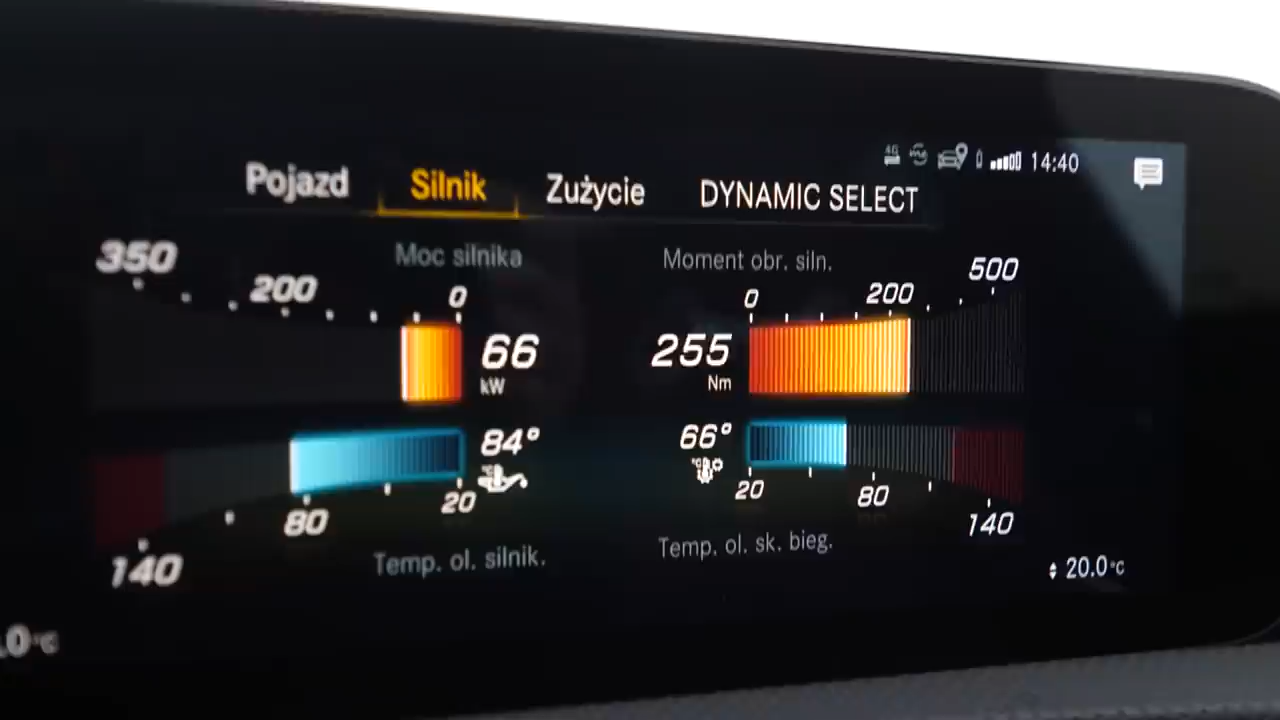 4G 14:40
Pojazd Silnik Zużycie DYNAMIC SELECT
Moc silnika Moment obr. siln.
350 200 0 0 200 500
66 255
kW Nm
84° 66°
°C °C
20 20
80 80
140 140
Temp. ol. silnik. Temp. ol. sk. bieg.
20.0°C
.0°C